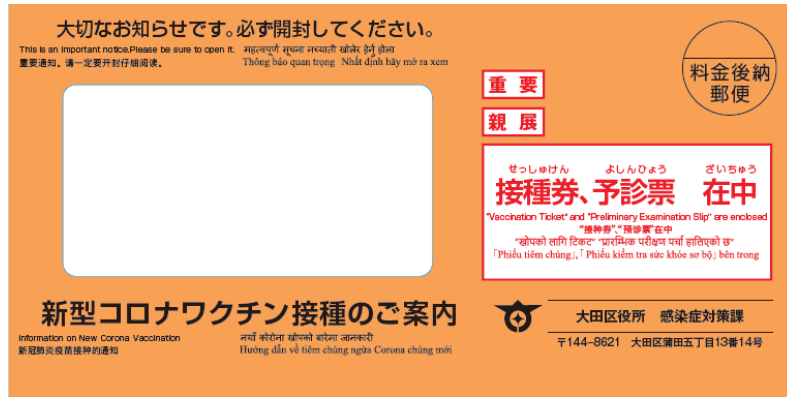 大切なお知らせです。必ず開封してください。
This is an important notice.Please be sure to open it.
重要通知。请一定要开封仔细阅读。
महत्वपूर्ण सूचना नच्याती खोलेर हेर्नु होला
Thông báo quan trọng Nhất định hãy mở ra xem
料金後納
郵便
重要
親展
せっしゅけん よしんひょう ざいちゅう
接種券、予診票 在中
"Vaccination Ticket" and "Preliminary Examination Slip" are enclosed
"接种券"、"预诊票"在中
"खोपको लागि टिकट" "प्रारम्भिक परीक्षण पर्चा हालिएको छ"
「Phiếu tiêm chủng」,「Phiếu kiểm tra sức khỏe sơ bộ」bên trong
新型コロナワクチン接種のご案内
Information on New Corona Vaccination
新冠肺炎疫苗接种的通知
नयाँ कोरोना खोपको बारेमा जानकारी
Hướng dẫn về tiêm chủng ngừa Corona chủng mới
大田区役所 感染症対策課
〒144-8621 大田区蒲田五丁目13番14号